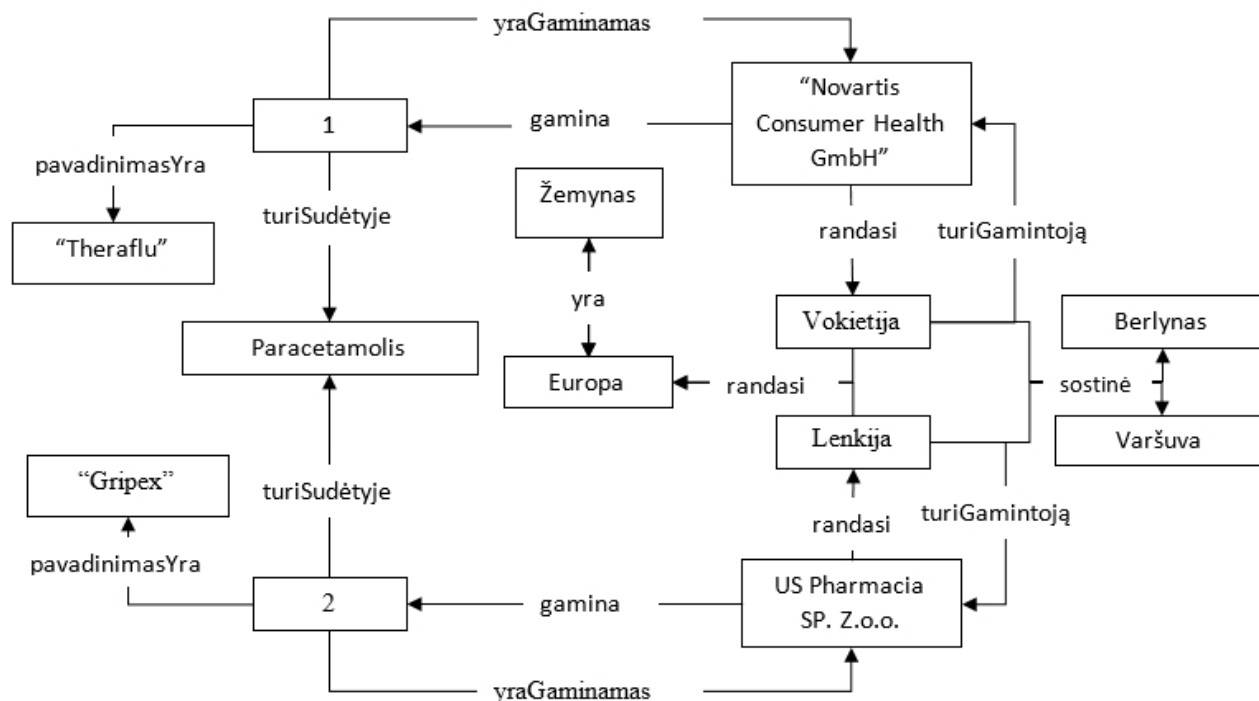 yraGaminamas
“Novartis
Consumer Health
GmbH”
1
gamina
pavadinimasYra
Žemynas
turiSudėtyje
“Theraflu”
randasi
turiGamintoją
yra
Vokietija
Berlynas
Paracetamolis
Europa
randasi
sostinė
Lenkija
Varšuva
“Gripex”
turiSudėtyje
randasi
turiGamintoją
pavadinimasYra
2
gamina
US Pharmacia
SP. Z.o.o.
yraGaminamas